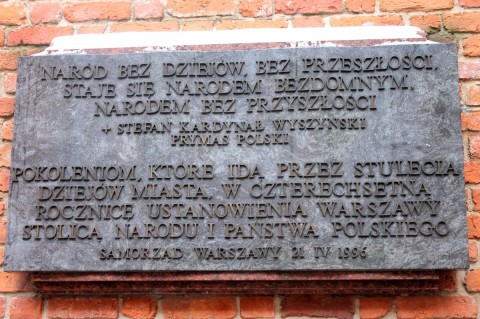 NARÓD BEZ DZIEJÓW, BEZ PRZESZŁOŚCI,
STAJE SIĘ NARODEM BEZDOMNYM,
NARODEM BEZ PRZYSZŁOŚCI
+ STEFAN KARDYNAŁ WYSZYŃSKI
PRYMAS POLSKI
POKOLENIOM, KTÓRE IDĄ PRZEZ STULECIA
DZIEJÓW MIASTA, W CZTERECHSETNĄ
ROCZNICĘ USTANOWIENIA WARSZAWY
STOLICĄ NARODU I PAŃSTWA POLSKIEGO
SAMORZĄD WARSZAWY 21 IV 1996